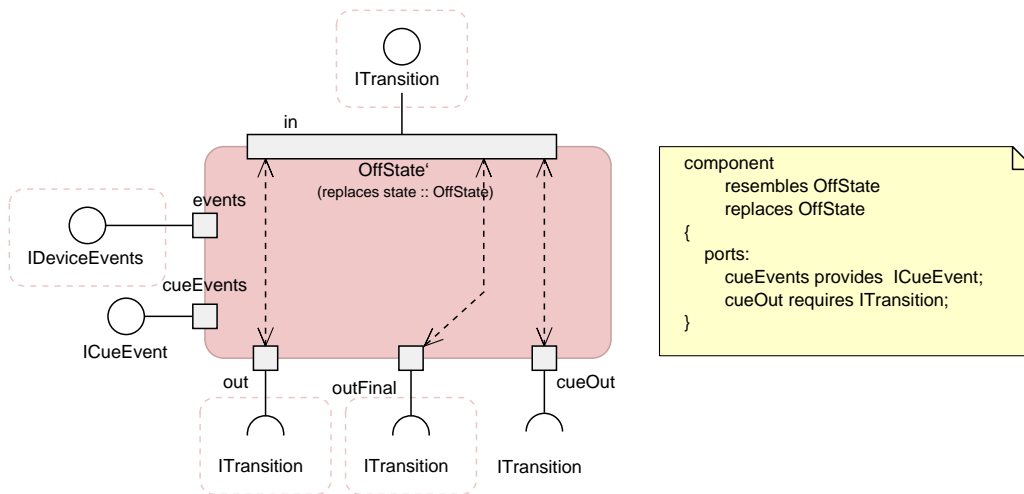 ITransition
in
OffState‘
(replaces state :: OffState)
events
IDeviceEvents
cueEvents
ICueEvent
out
outFinal
cueOut
ITransition
ITransition
ITransition
component
resembles OffState
replaces OffState
{
ports:
cueEvents provides ICueEvent;
cueOut requires ITransition;
}